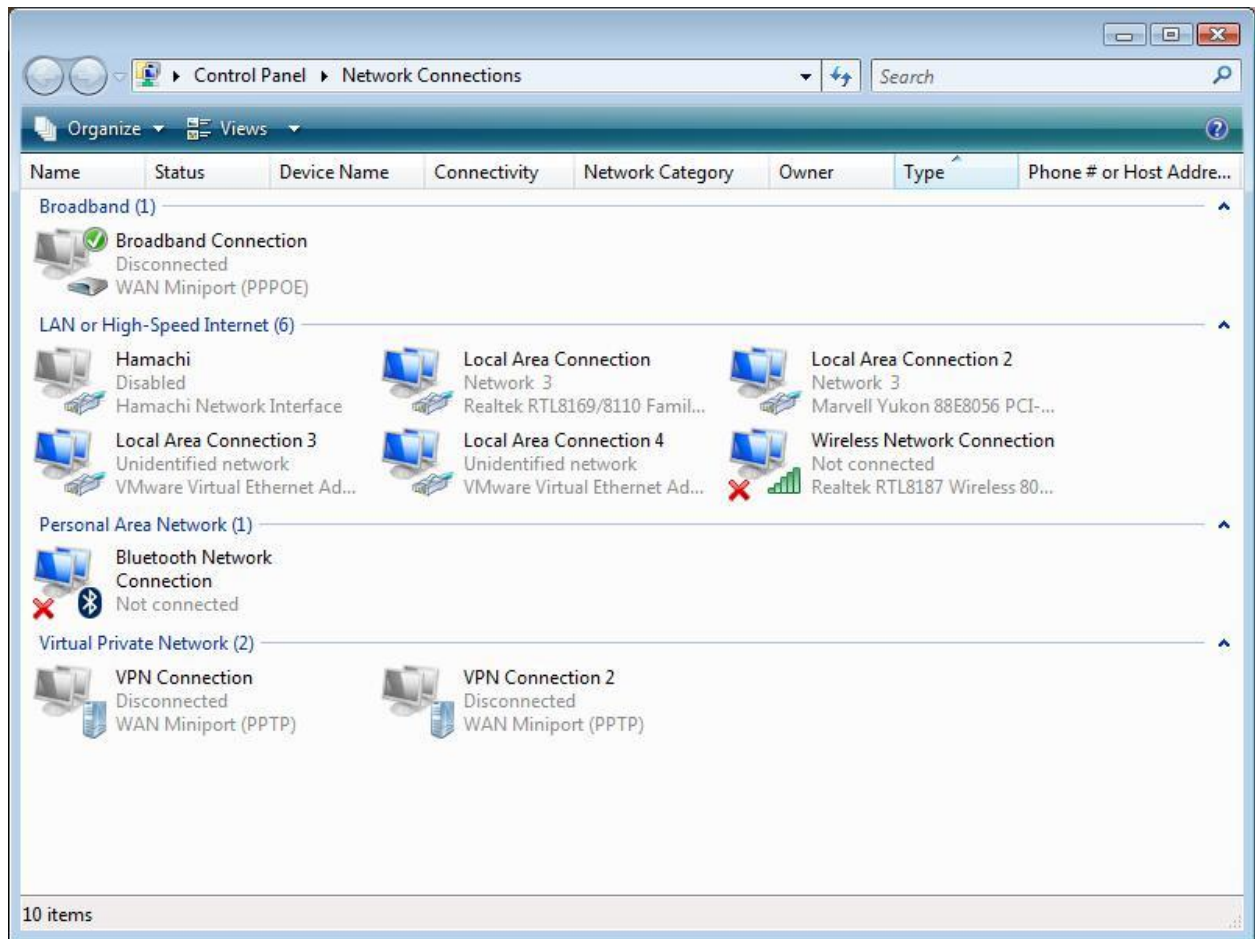 Control Panel Network Connections Search
Organize Views
Name Status Device Name Connectivity Network Category Owner Type Phone # or Host Addre...
Broadband (1)
Broadband Connection
Disconnected
WAN Miniport (PPPOE)
LAN or High-Speed Internet (6)
Hamachi
Disabled
Hamachi Network Interface
Local Area Connection
Network 3
Realtek RTL8169/8110 Famil...
Local Area Connection 2
Network 3
Marvell Yukon 88E8056 PCI-...
Local Area Connection 3
Unidentified network
VMware Virtual Ethernet Ad...
Local Area Connection 4
Unidentified network
VMware Virtual Ethernet Ad...
Wireless Network Connection
Not connected
Realtek RTL8187 Wireless 80...
Personal Area Network (1)
Bluetooth Network
Connection
Not connected
Virtual Private Network (2)
VPN Connection
Disconnected
WAN Miniport (PPTP)
VPN Connection 2
Disconnected
WAN Miniport (PPTP)
10 items